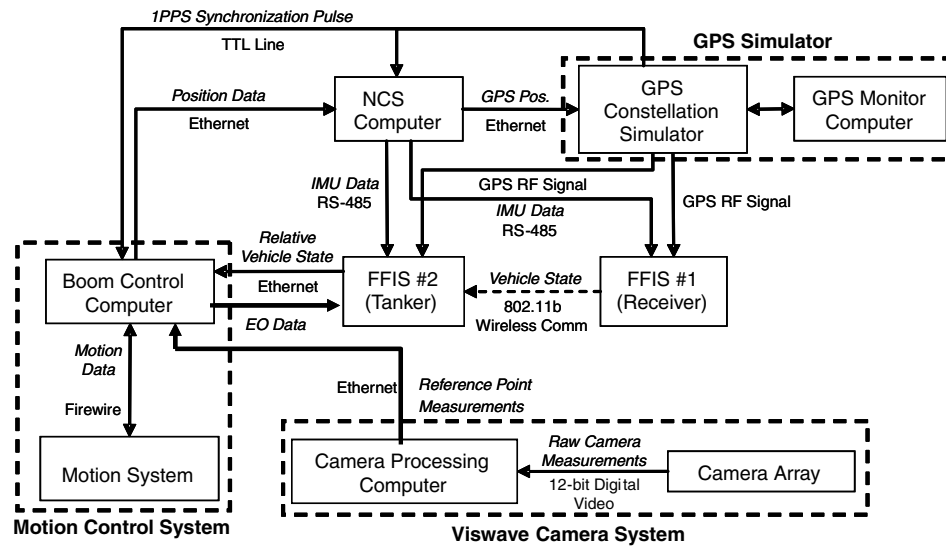 1PPS Synchronization Pulse
TTL Line
GPS Simulator
Position Data
Ethernet
NCS
Computer
GPS Pos.
Ethernet
GPS
Constellation
Simulator
GPS Monitor
Computer
IMU Data
RS-485
GPS RF Signal
IMU Data
RS-485
GPS RF Signal
Relative
Vehicle State
Ethernet
Boom Control
Computer
FFIS #2
(Tanker)
Vehicle State
802.11b
Wireless Comm
FFIS #1
(Receiver)
EO Data
Motion
Data
Firewire
Ethernet
Reference Point
Measurements
Motion System
Motion Control System
Camera Processing
Computer
Raw Camera
Measurements
12-bit Digital
Video
Camera Array
Viswave Camera System